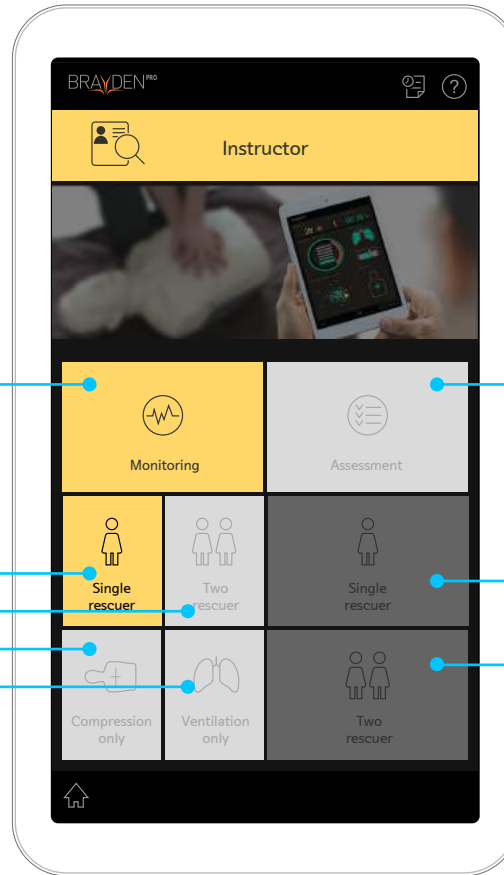 BRAYDEN PRO
Instructor
Monitoring
Assessment
Single
rescuer
Two
rescuer
Single
rescuer
Compression
only
Ventilation
only
Two
rescuer